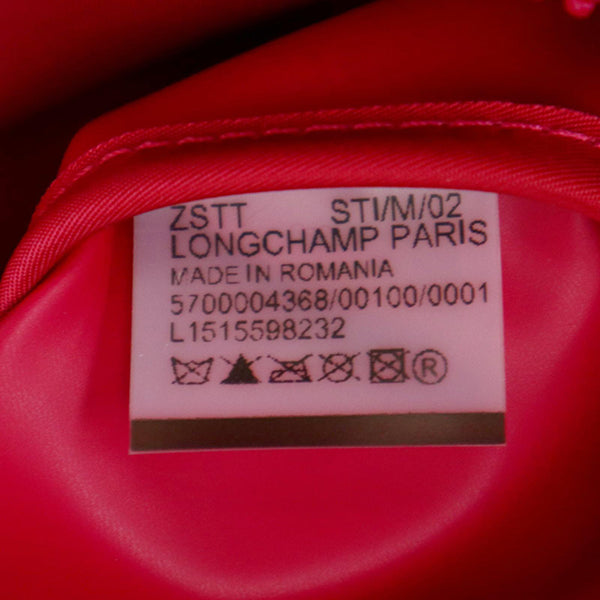 ZSTT STI/M/02
LONGCHAMP PARIS
MADE IN ROMANIA
5700004368/00100/0001
L1515598232
®